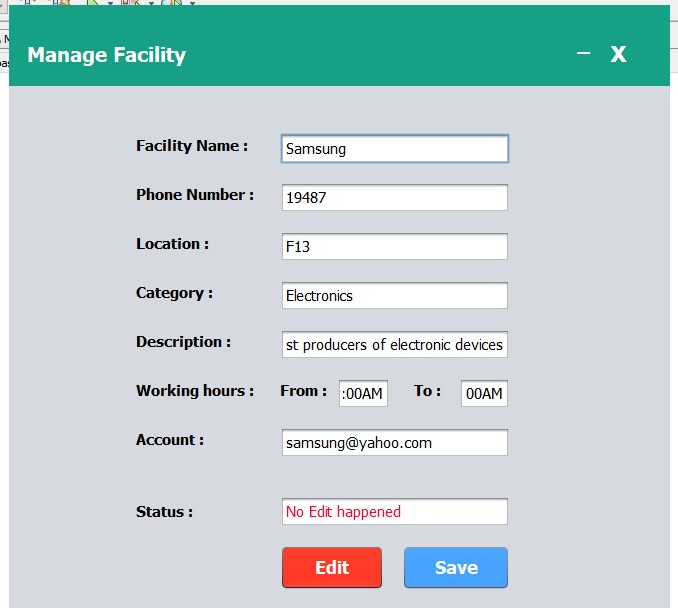 Manage Facility
– X
Facility Name : Samsung
Phone Number : 19487
Location : F13
Category : Electronics
Description : st producers of electronic devices
Working hours : From : :00AM To : 00AM
Account : samsung@yahoo.com
Status : No Edit happened
Edit Save